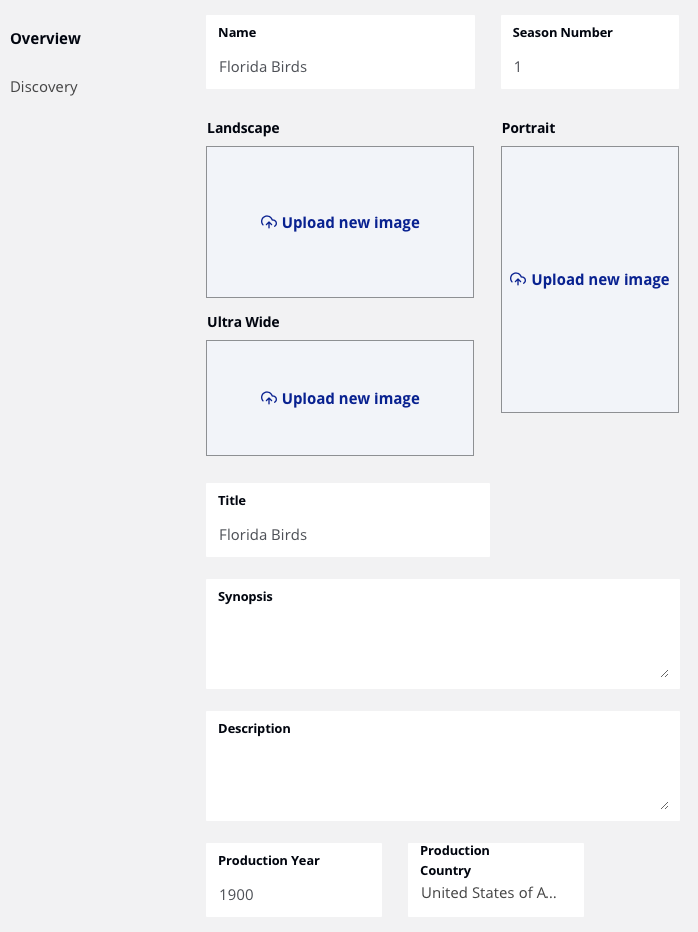 Overview
Discovery
Name
Florida Birds
Season Number
1
Landscape
Upload new image
Portrait
Upload new image
Ultra Wide
Upload new image
Title
Florida Birds
Synopsis
Description
Production Year
1900
Production
Country
United States of A...